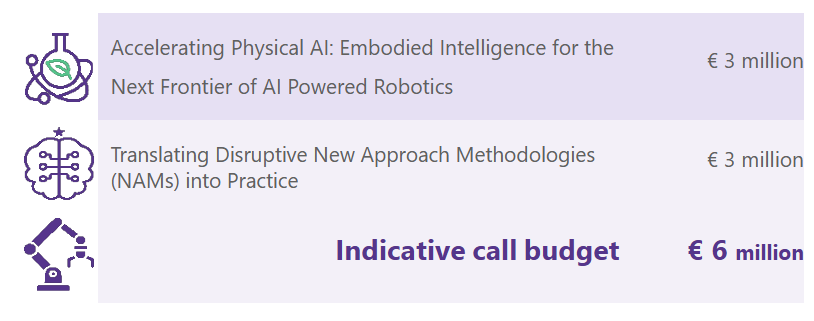 Accelerating Physical AI: Embodied Intelligence for the
Next Frontier of AI Powered Robotics
€ 3 million
Translating Disruptive New Approach Methodologies
(NAMs) into Practice
€ 3 million
Indicative call budget
€ 6 million